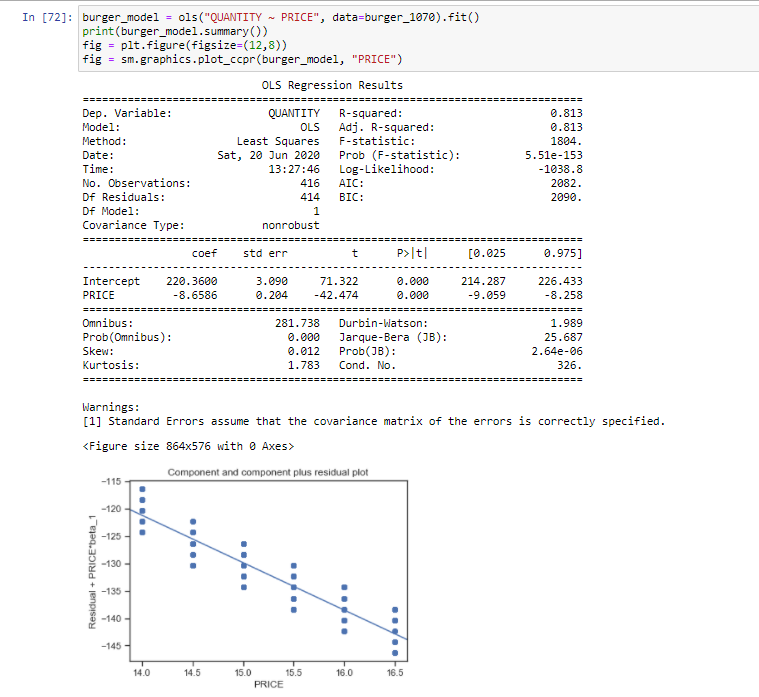 In [72]: burger_model = ols("QUANTITY ~ PRICE", data=burger_1070).fit()
print(burger_model.summary())
fig = plt.figure(figsize=(12,8))
fig = sm.graphics.plot_ccpr(burger_model, "PRICE")
OLS Regression Results
==============================================================================
Dep. Variable: QUANTITY R-squared: 0.813
Model: OLS Adj. R-squared: 0.813
Method: Least Squares F-statistic: 1804.
Date: Sat, 20 Jun 2020 Prob (F-statistic): 5.51e-153
Time: 13:27:46 Log-Likelihood: -1038.8
No. Observations: 416 AIC: 2082.
Df Residuals: 414 BIC: 2090.
Df Model: 1
Covariance Type: nonrobust
==============================================================================
coef std err t P>|t| [0.025 0.975]
------------------------------------------------------------------------------
Intercept 220.3600 3.090 71.322 0.000 214.287 226.433
PRICE -8.6586 0.204 -42.474 0.000 -9.059 -8.258
==============================================================================
Omnibus: 281.738 Durbin-Watson: 1.989
Prob(Omnibus): 0.000 Jarque-Bera (JB): 25.687
Skew: 0.012 Prob(JB): 2.64e-06
Kurtosis: 1.783 Cond. No. 326.
==============================================================================
Warnings:
[1] Standard Errors assume that the covariance matrix of the errors is correctly specified.
<Figure size 864x576 with 0 Axes>
Component and component plus residual plot
Residual + PRICE*beta_1
-115
-120
-125
-130
-135
-140
-145
14.0 14.5 15.0 15.5 16.0 16.5
PRICE